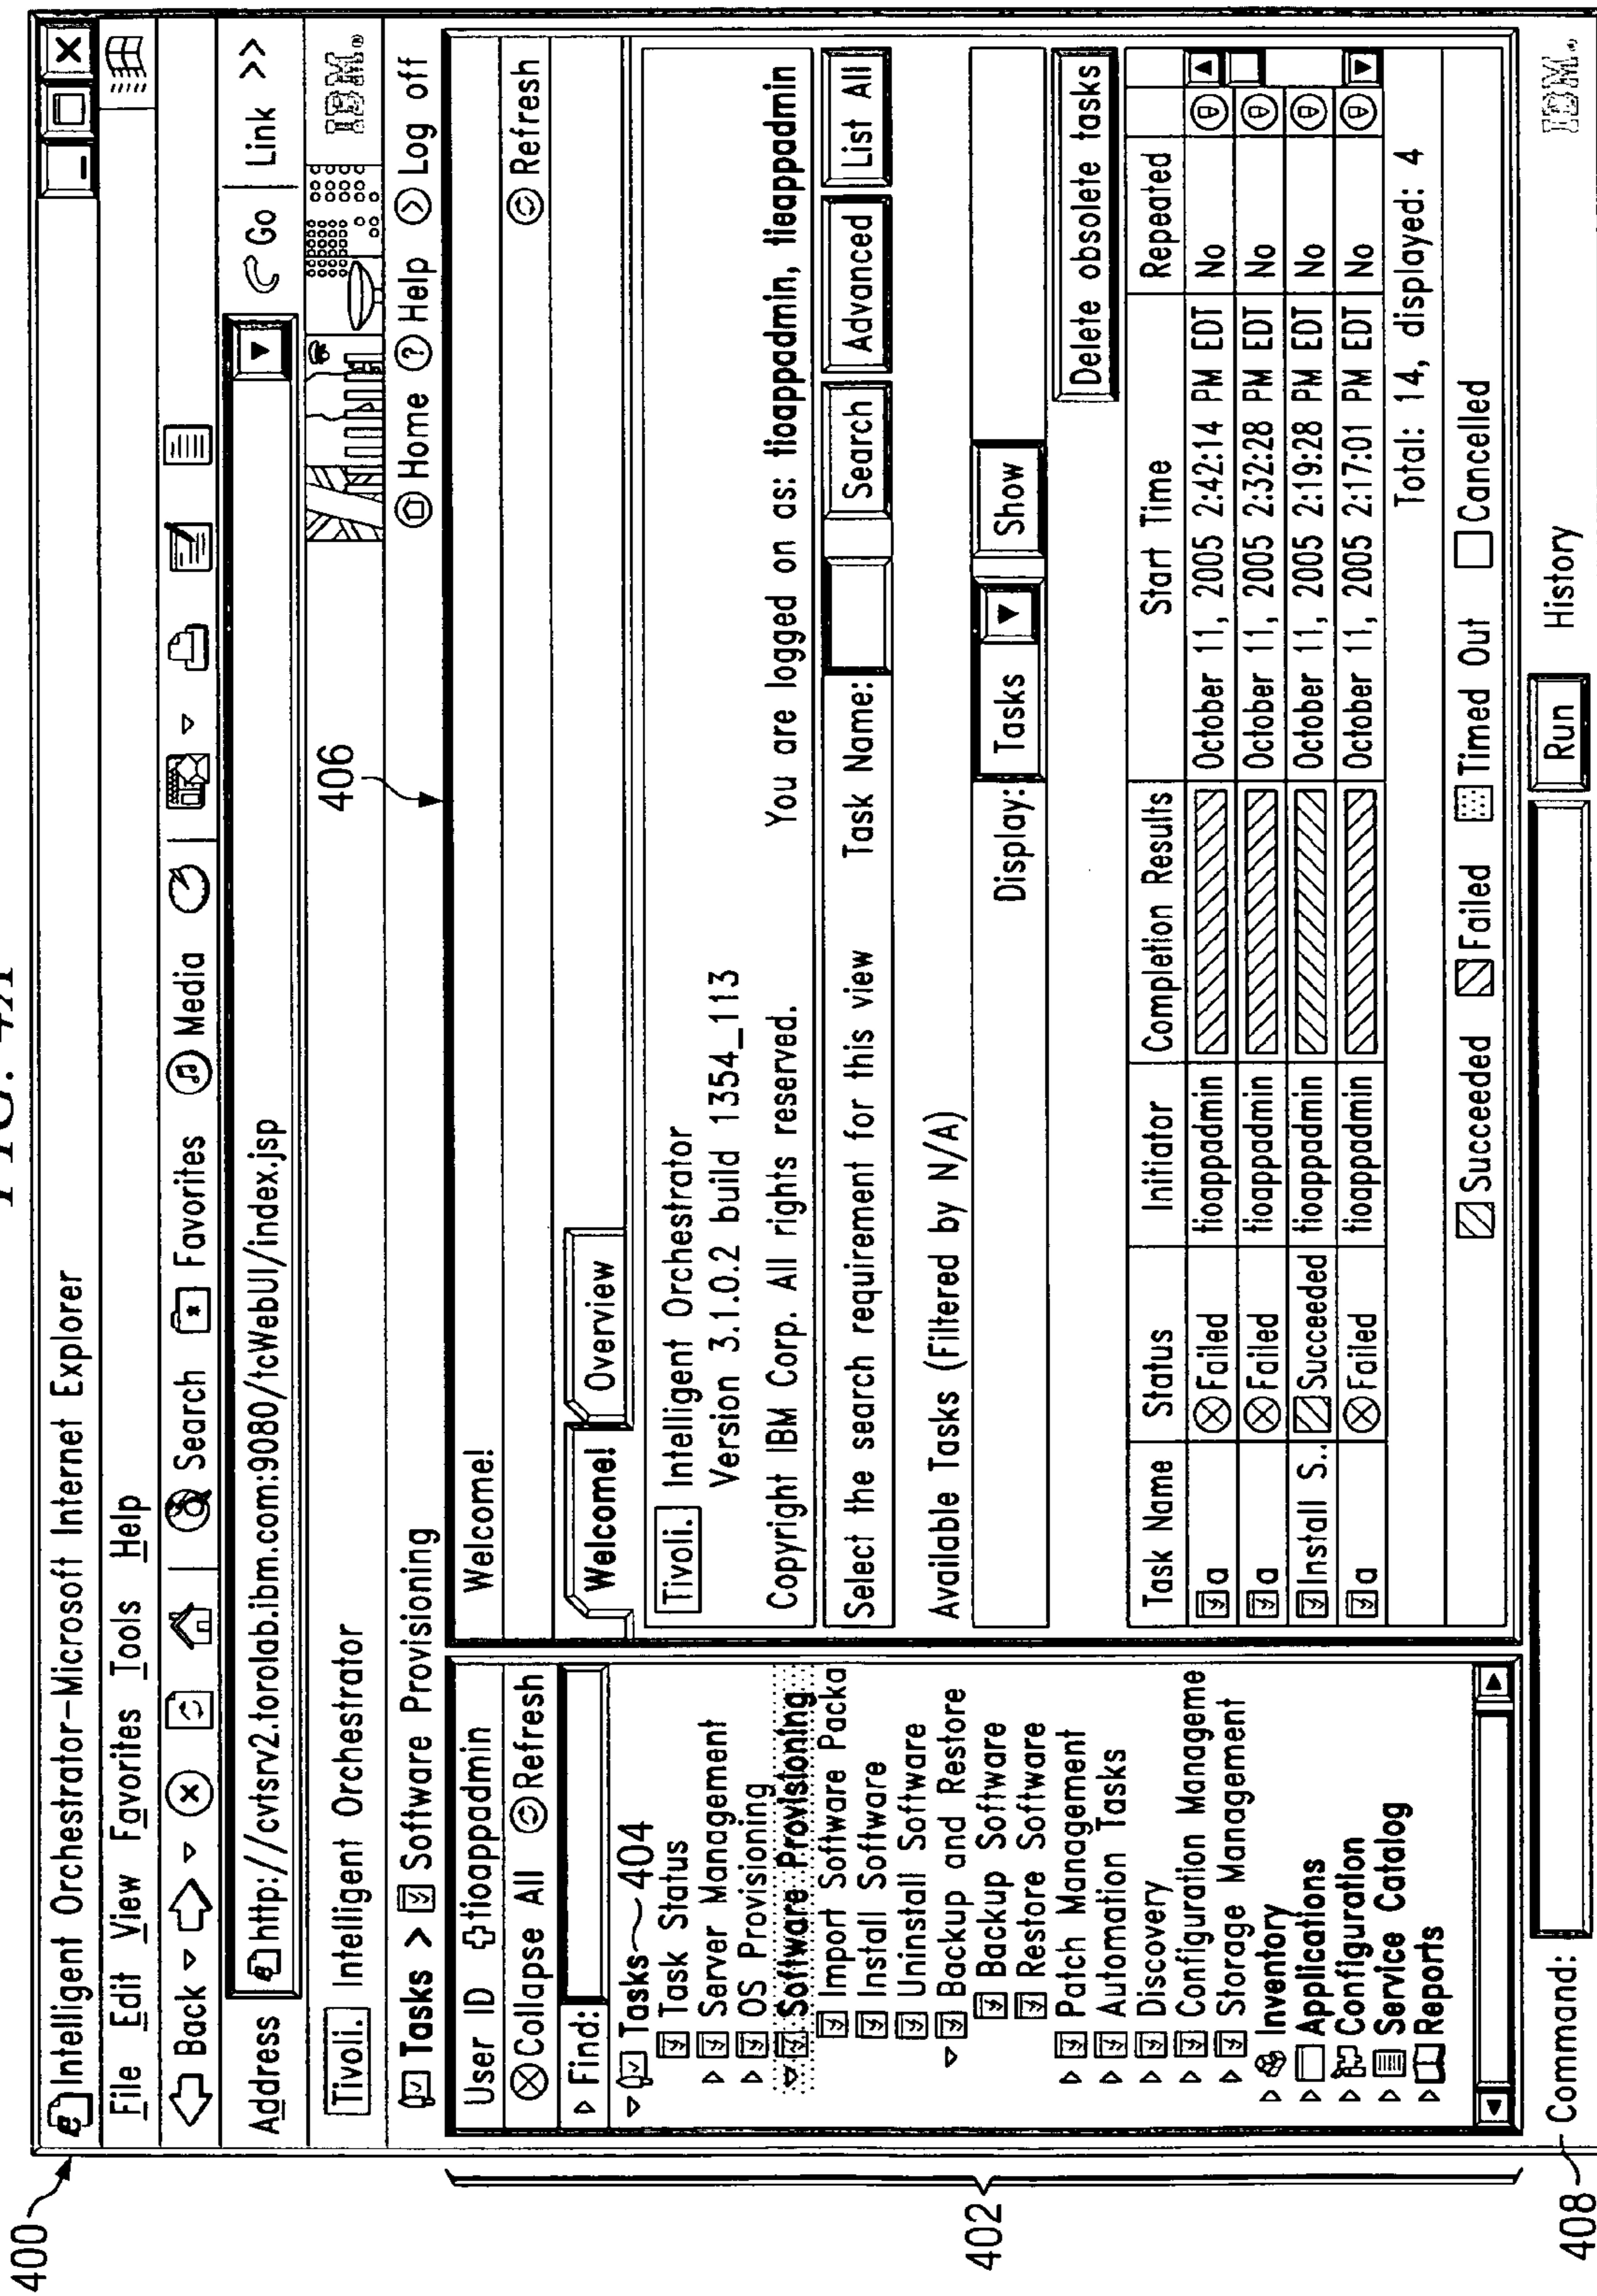 FIG. 4A
400
Intelligent Orchestrator-Microsoft Internet Explorer
File Edit View Favorites Tools Help
Back Search Favorites Media
Address http://cvtsrv2.torolab.ibm.com:9080/tcWebUI/index.jsp Go Link >>
Tivoli. Intelligent Orchestrator IBM®
406
Tasks > Software Provisioning Home ? Help Log off
User ID tioappadmin
Collapse All Refresh
Find:
Tasks 404
Task Status
Server Management
OS Provisioning
Software Provisioning
Import Software Packa
Install Software
Uninstall Software
Backup and Restore
Backup Software
Restore Software
Patch Management
Automation Tasks
Discovery
Configuration Manageme
Storage Management
Inventory
Applications
Configuration
Service Catalog
Reports
402
Welcome!
Refresh
Welcome! Overview
Tivoli. Intelligent Orchestrator
Version 3.1.0.2 build 1354_113
Copyright IBM Corp. All rights reserved. You are logged on as: tioappadmin, tieappadmin
Select the search requirement for this view Task Name: Search Advanced List All
Available Tasks (Filtered by N/A)
Display: Tasks Show
Delete obsolete tasks
Task Name Status Initiator Completion Results Start Time Repeated
a Failed tioappadmin October 11, 2005 2:42:14 PM EDT No
a Failed tioappadmin October 11, 2005 2:32:28 PM EDT No
Install S.. Succeeded tioappadmin October 11, 2005 2:19:28 PM EDT No
a Failed tioappadmin October 11, 2005 2:17:01 PM EDT No
Total: 14, displayed: 4
Succeeded Failed Timed Out Cancelled
408 Command: Run History IBM®